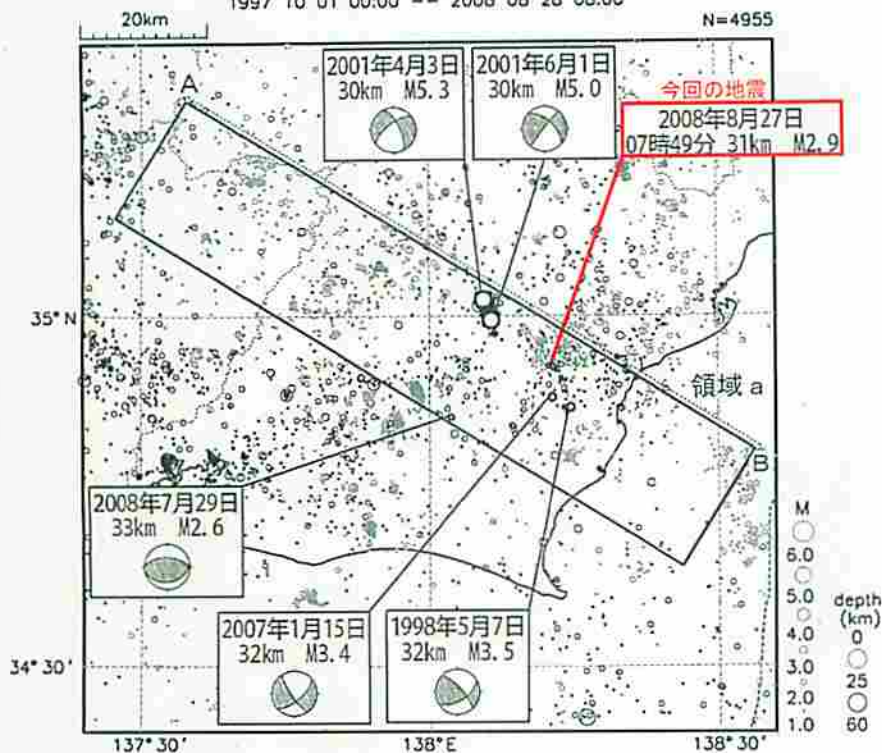 1997 10 01 00:00 -- 2008 08 28 08:00
20km
N=4955
A
2001年4月3日
30km M5.3
2001年6月1日
30km M5.0
今回の地震
2008年8月27日
07時49分 31km M2.9
35°N
領域 a
B
2008年7月29日
33km M2.6
2007年1月15日
32km M3.4
1998年5月7日
32km M3.5
M
6.0
5.0
4.0
3.0
2.0
1.0
depth
(km)
0
25
60
34°30'
137°30'
138°E
138°30'